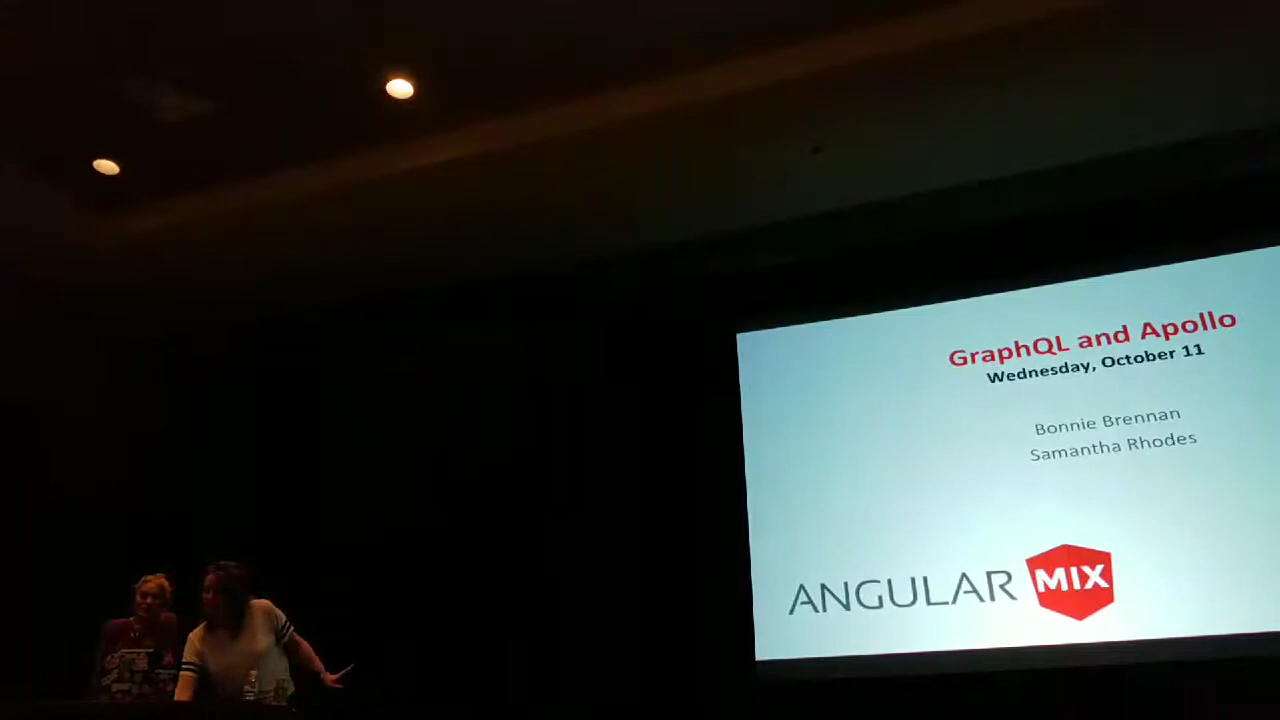 GraphQL and Apollo
Wednesday, October 11
Bonnie Brennan
Samantha Rhodes
ANGULAR MIX